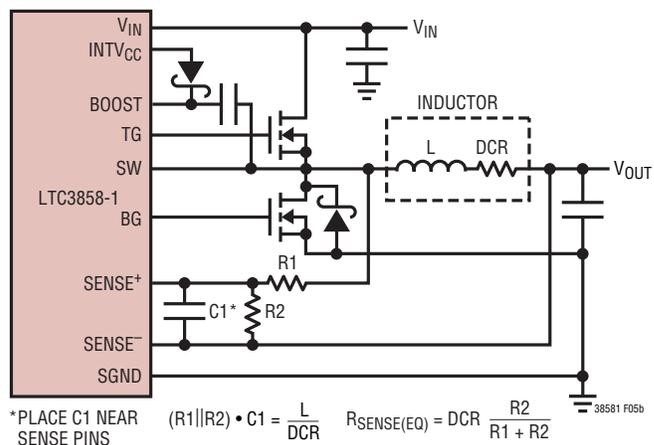 VIN
VIN
INTVCC
BOOST
INDUCTOR
TG
L
DCR
SW
VOUT
LTC3858-1
BG
R1
SENSE+
C1*
R2
SENSE–
SGND
38581 F05b
*PLACE C1 NEAR
SENSE PINS
(R1||R2) • C1 = L/DCR
RSENSE(EQ) = DCR R2/R1 + R2